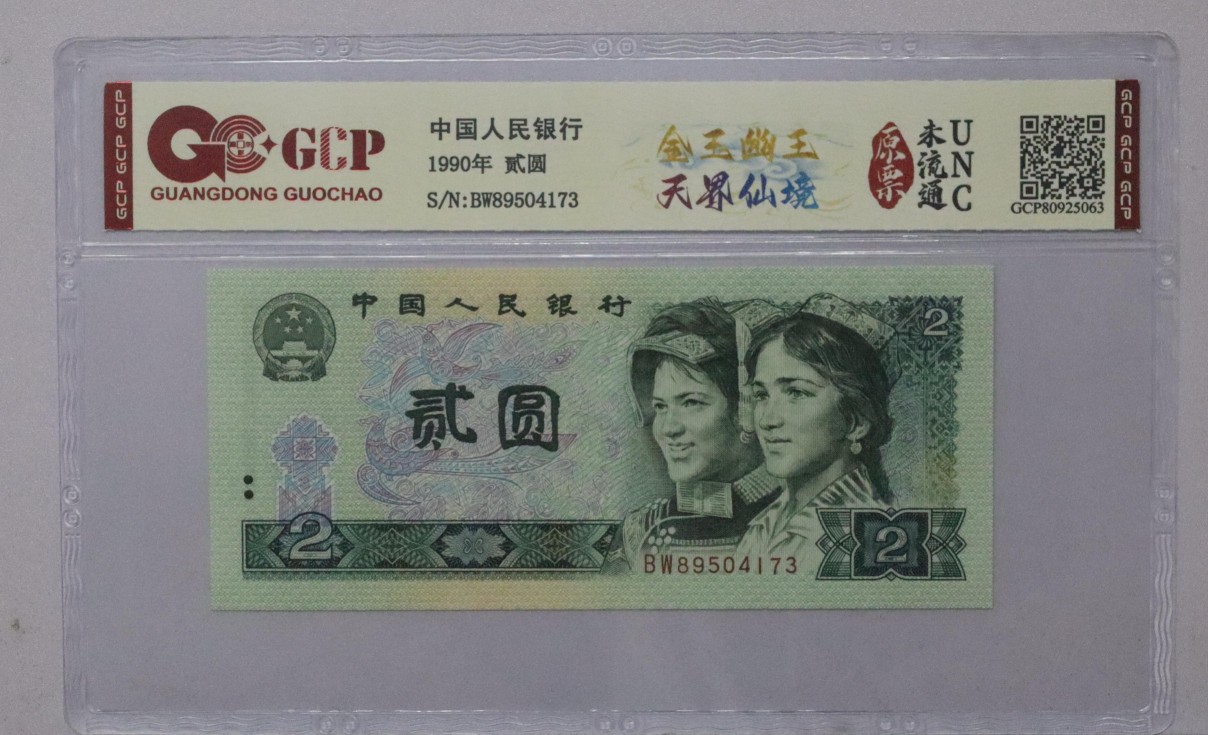 GCP GCP GCP
GCP
GUANGDONG GUOCHAO
中国人民银行
1990年 贰圆
S/N:BW89504173
金玉幽王
天界仙境
原票
未流通
UNC
GCP80925063
GCP GCP GCP
中国人民银行
2
贰圆
2
BW89504173
2